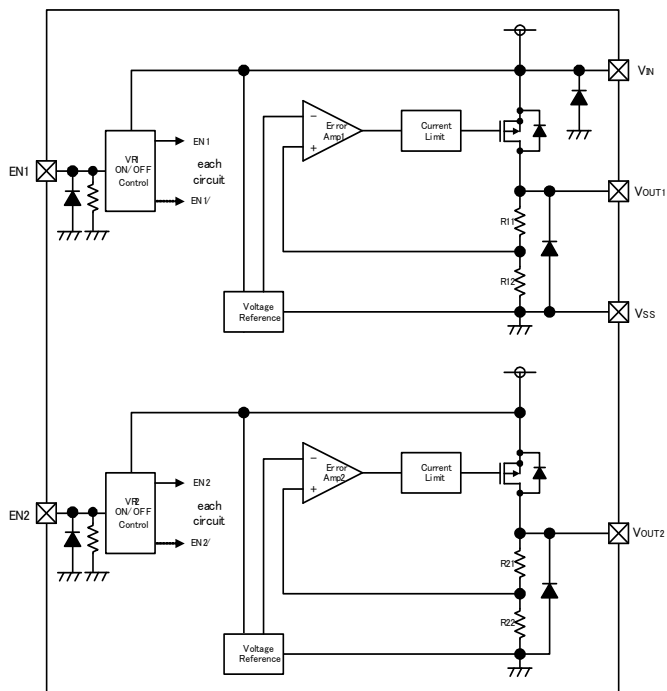 VIN
EN1
VR1
ON/OFF
Control
EN1
each
circuit
EN1/
−
Error
Amp1
+
Current
Limit
VOUT1
R11
R12
Voltage
Reference
VSS
EN2
VR2
ON/OFF
Control
EN2
each
circuit
EN2/
−
Error
Amp2
+
Current
Limit
VOUT2
R21
R22
Voltage
Reference